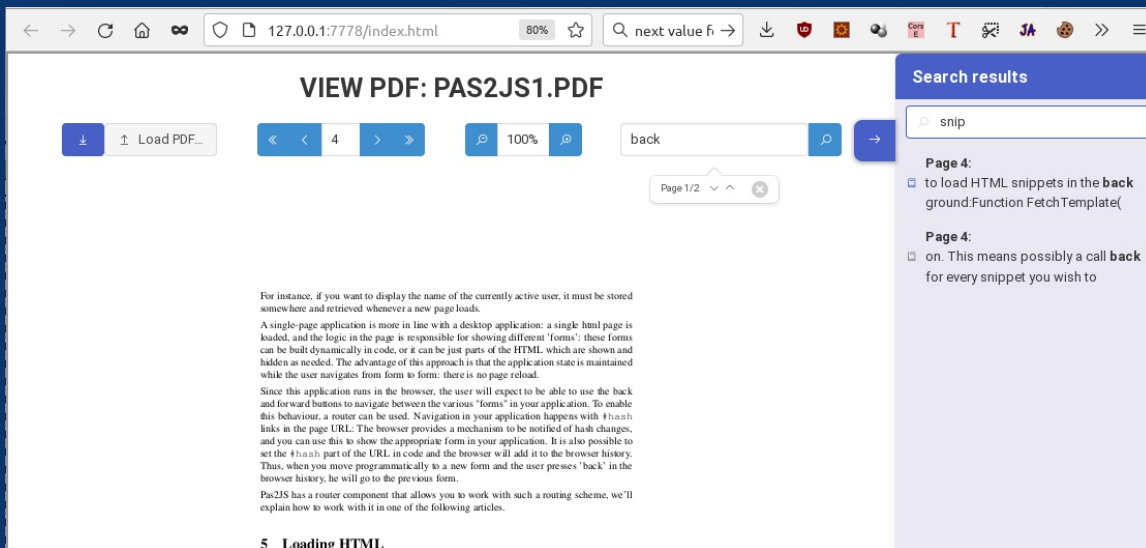 127.0.0.1:7778/index.html
80%
next value f
Cors
E
T
JA
VIEW PDF: PAS2JS1.PDF
Load PDF...
4
100%
back
Page 1/2
For instance, if you want to display the name of the currently active user, it must be stored
somewhere and retrieved whenever a new page loads.
A single-page application is more in line with a desktop application: a single html page is
loaded, and the logic in the page is responsible for showing different 'forms': these forms
can be built dynamically in code, or it can be just parts of the HTML which are shown and
hidden as needed. The advantage of this approach is that the application state is maintained
while the user navigates from form to form: there is no page reload.
Since this application runs in the browser, the user will expect to be able to use the back
and forward buttons to navigate between the various "forms" in your application. To enable
this behaviour, a router can be used. Navigation in your application happens with #hash
links in the page URL: The browser provides a mechanism to be notified of hash changes,
and you can use this to show the appropriate form in your application. It is also possible to
set the #hash part of the URL in code and the browser will add it to the browser history.
Thus, when you move programmatically to a new form and the user presses 'back' in the
browser history, he will go to the previous form.
Pas2JS has a router component that allows you to work with such a routing scheme, we'll
explain how to work with it in one of the following articles.
5 Loading HTML
Search results
snip
Page 4:
to load HTML snippets in the back
ground:Function FetchTemplate(
Page 4:
on. This means possibly a call back
for every snippet you wish to